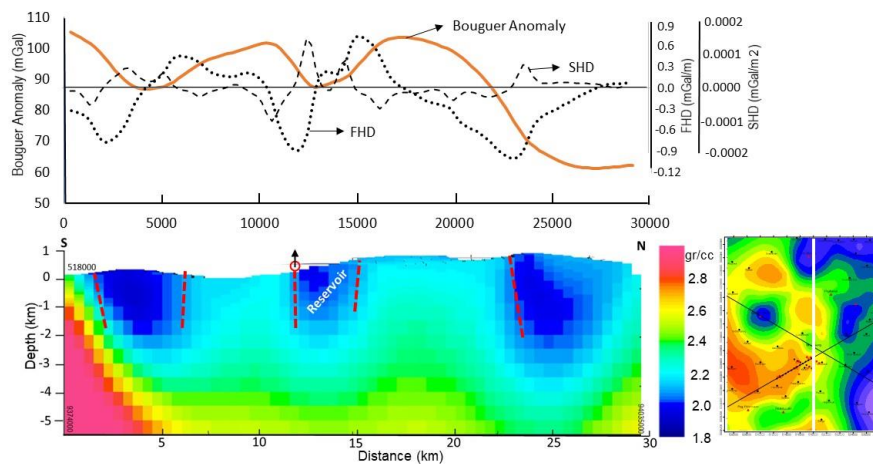 110
100
90
80
70
60
50
Bouguer Anomaly (mGal)
Bouguer Anomaly
SHD
FHD
0.9
0.6
0.3
0.0
-0.3
-0.6
-0.9
-0.12
FHD (mGal/m)
0.0002
0.0001
0.0000
-0.0001
-0.0002
SHD (mGal/m 2)
0 5000 10000 15000 20000 25000 30000
S N
518000
1
0
-1
-2
-3
-4
-5
Depth (km)
Reservoir
9374000
5 10 15 20 25 30
Distance (km)
gr/cc
2.8
2.6
2.4
2.2
2.0
1.8